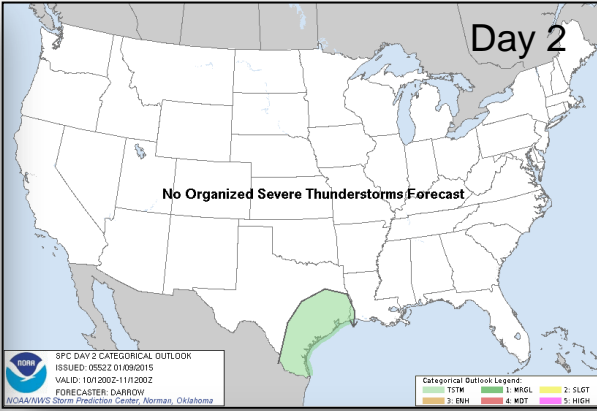 Day 2
No Organized Severe Thunderstorms Forecast
NOAA
SPC DAY 2 CATEGORICAL OUTLOOK
ISSUED: 0552Z 01/09/2015
VALID: 10/1200Z-11/1200Z
FORECASTER: DARROW
NOAA/NWS Storm Prediction Center, Norman, Oklahoma
Categorical Outlook Legend:
TSTM 1: MRGL 2: SLGT
3: ENH 4: MDT 5: HIGH